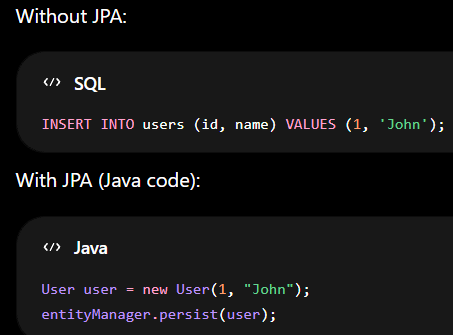 Without JPA:
</> SQL
INSERT INTO users (id, name) VALUES (1, 'John');
With JPA (Java code):
</> Java
User user = new User(1, "John");
entityManager.persist(user);